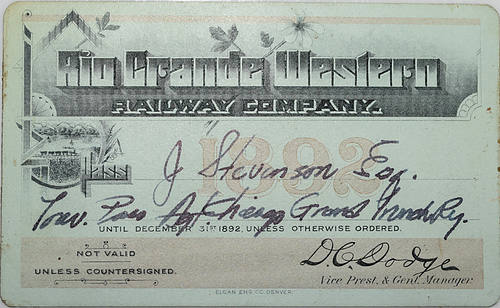 Rio Grande Western
RAILWAY COMPANY.
Pass
1892
J Stevenson Esq.
Trav. Pass Agt Chicago Grand Trunk Ry.
UNTIL DECEMBER 31ST 1892, UNLESS OTHERWISE ORDERED.
NOT VALID
UNLESS COUNTERSIGNED.
D.C. Dodge
Vice Prest. & Genl. Manager.
ELGAN ENG. CO. DENVER.